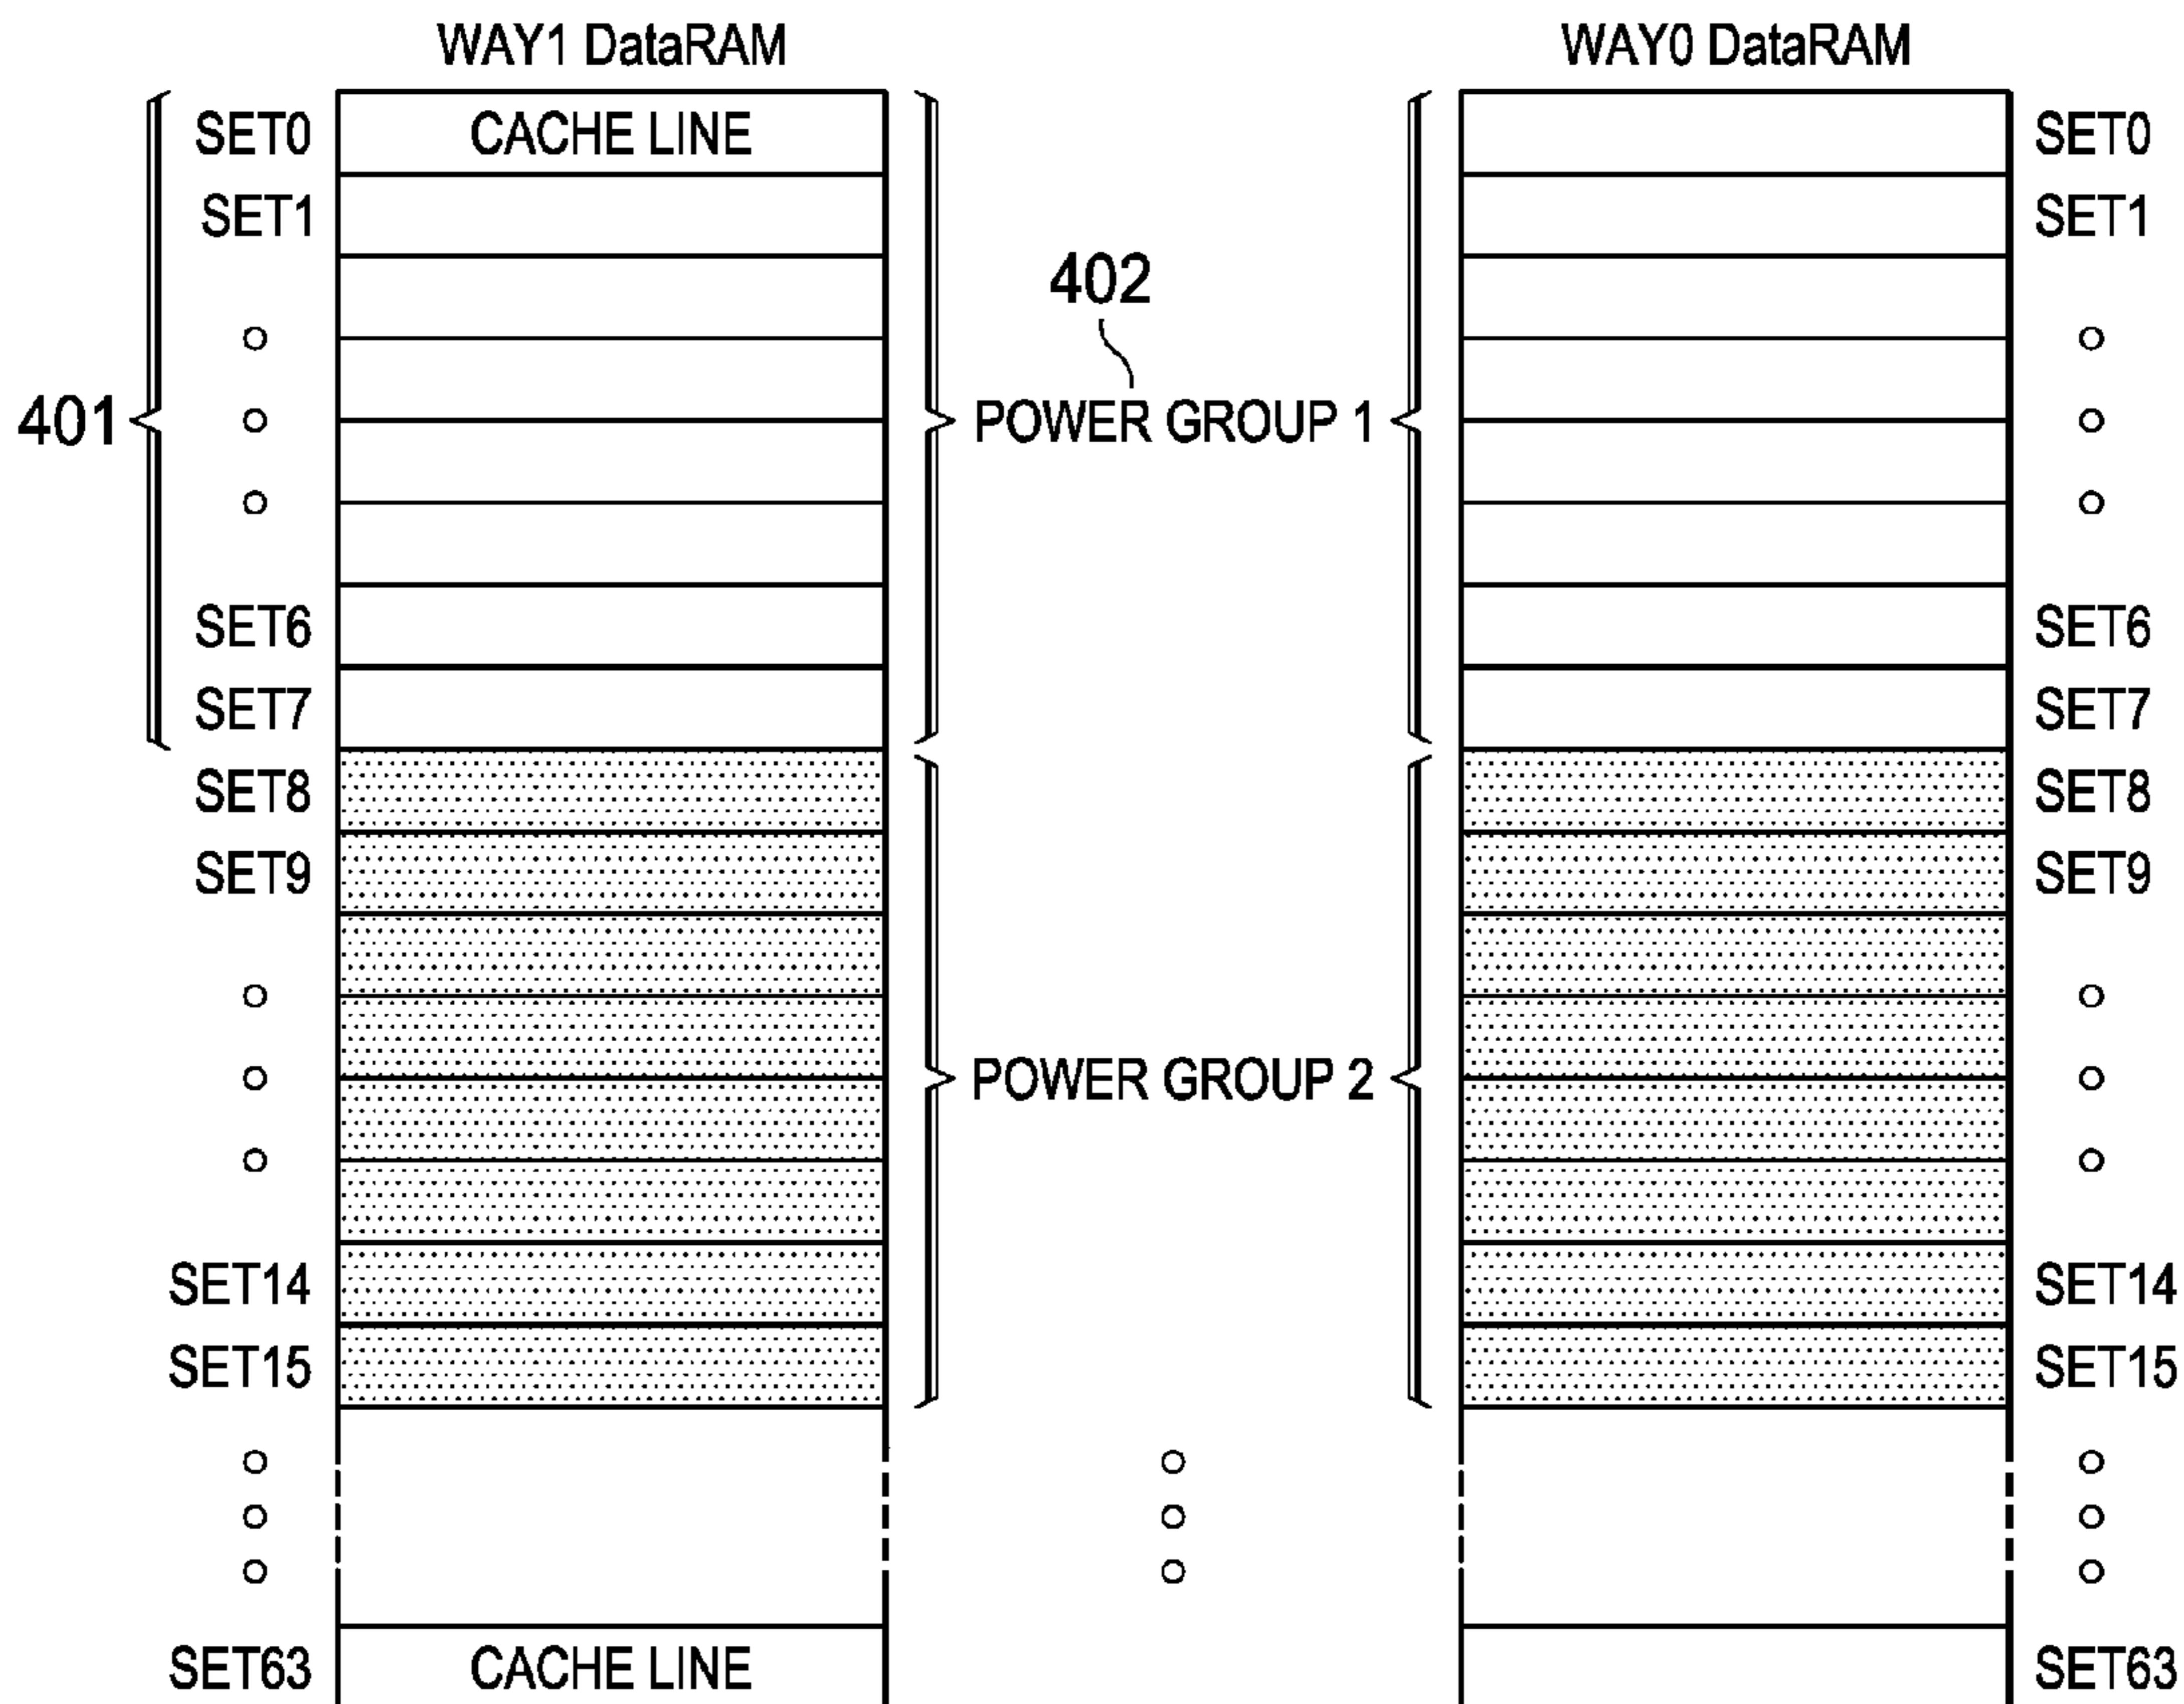 WAY1 DataRAM WAY0 DataRAM
SET0 CACHE LINE SET0
SET1 SET1
402
401 POWER GROUP 1
SET6 SET6
SET7 SET7
SET8 SET8
SET9 SET9
POWER GROUP 2
SET14 SET14
SET15 SET15
SET63 CACHE LINE SET63